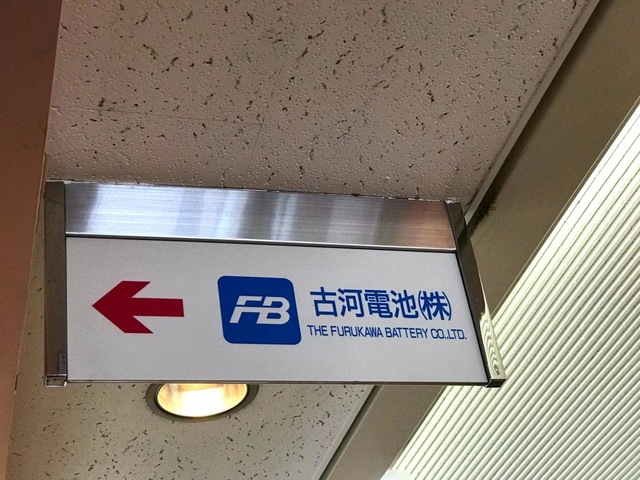 FB
古河電池(株)
THE FURUKAWA BATTERY CO.,LTD.